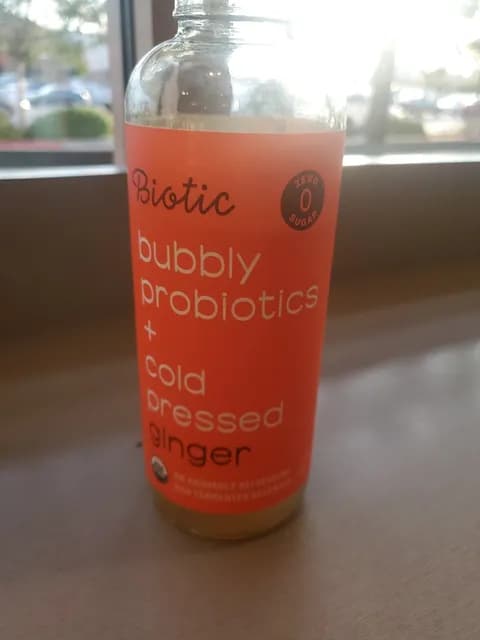 Biotic
ZERO
0
SUGAR
bubbly
probiotics
+
cold
pressed
ginger